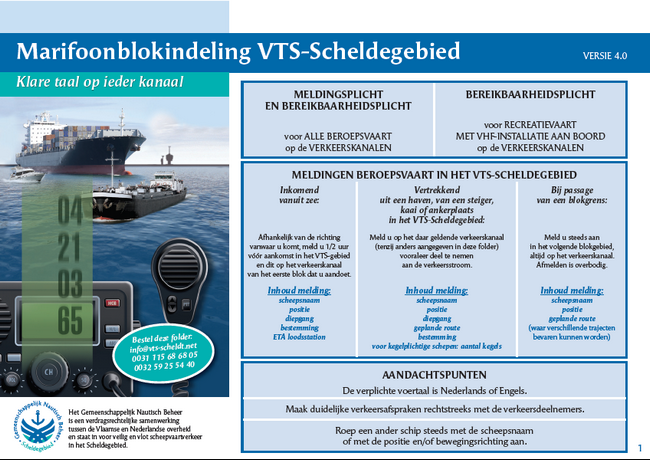 Marifoonblokindeling VTS-Scheldegebied
VERSIE 4.0
Klare taal op ieder kanaal
04
21
03
65
CH
Bestel deze folder:
info@vts-scheldt.net
0031 115 68 68 05
0032 59 25 54 40
Gemeenschappelijk Nautisch Beheer
Scheldegebied
Het Gemeenschappelijk Nautisch Beheer
is een verdragsrechtelijke samenwerking
tussen de Vlaamse en Nederlandse overheid
en staat in voor veilig en vlot scheepvaartverkeer
in het Scheldegebied.
MELDINGSPLICHT
EN BEREIKBAARHEIDSPLICHT
voor ALLE BEROEPSVAART
op de VERKEERSKANALEN
BEREIKBAARHEIDSPLICHT
voor RECREATIEVAART
MET VHF-INSTALLATIE AAN BOORD
op de VERKEERSKANALEN
MELDINGEN BEROEPSVAART IN HET VTS-SCHELDEGEBIED
Inkomend
vanuit zee:
Afhankelijk van de richting
vanwaar u komt, meld u 1/2 uur
vóór aankomst in het VTS-gebied
en dit op het verkeerskanaal
van het eerste blok dat u aandoet.
Inhoud melding:
scheepsnaam
positie
diepgang
bestemming
ETA loodsstation
Vertrekkend
uit een haven, van een steiger,
kaai of ankerplaats
in het VTS-Scheldegebied:
Meld u op het daar geldende verkeerskanaal
(tenzij anders aangegeven in deze folder)
vooraleer deel te nemen
aan de verkeersstroom.
Inhoud melding:
scheepsnaam
positie
diepgang
geplande route
bestemming
voor kegelplichtige schepen: aantal kegels
Bij passage
van een blokgrens:
Meld u steeds aan
in het volgende blokgebied,
altijd op het verkeerskanaal.
Afmelden is overbodig.
Inhoud melding:
scheepsnaam
positie
geplande route
(waar verschillende trajecten
bevaren kunnen worden)
AANDACHTSPUNTEN
De verplichte voertaal is Nederlands of Engels.
Maak duidelijke verkeersafspraken rechtstreeks met de verkeersdeelnemers.
Roep een ander schip steeds met de scheepsnaam
of met de positie en/of bewegingsrichting aan.
1